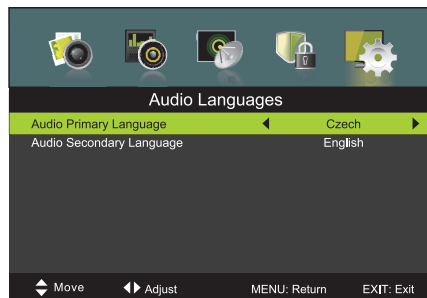 Audio Languages
Audio Primary Language Czech
Audio Secondary Language English
Move Adjust MENU: Return EXIT: Exit